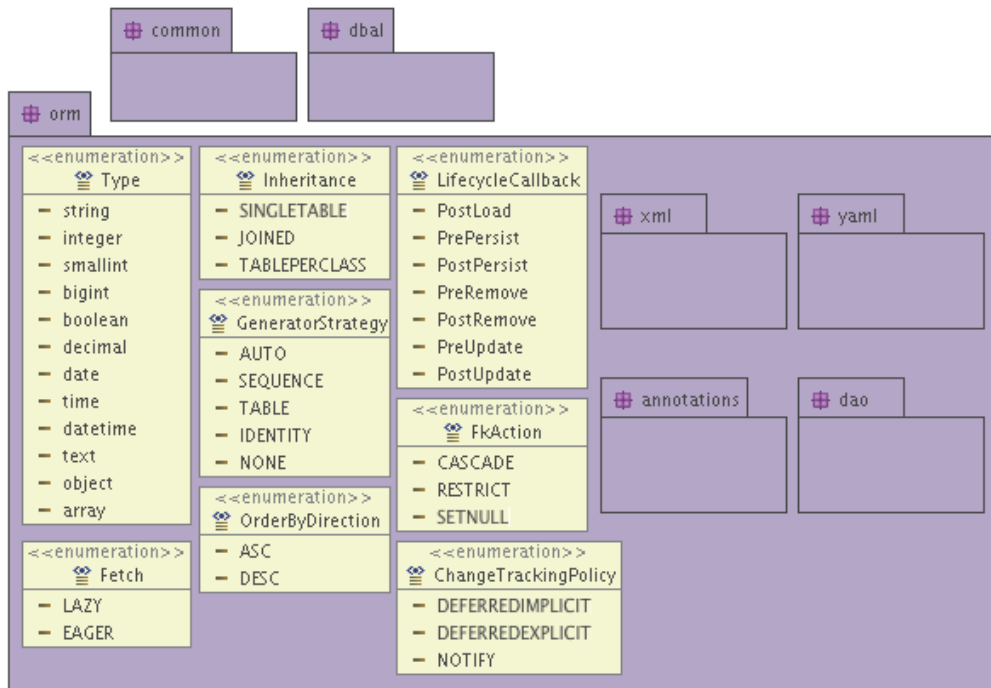 common
dbal
orm
<<enumeration>>
Type
string
integer
smallint
bigint
boolean
decimal
date
time
datetime
text
object
array
<<enumeration>>
Fetch
LAZY
EAGER
<<enumeration>>
Inheritance
SINGLETABLE
JOINED
TABLEPERCLASS
<<enumeration>>
GeneratorStrategy
AUTO
SEQUENCE
TABLE
IDENTITY
NONE
<<enumeration>>
OrderByDirection
ASC
DESC
<<enumeration>>
LifecycleCallback
PostLoad
PrePersist
PostPersist
PreRemove
PostRemove
PreUpdate
PostUpdate
<<enumeration>>
FkAction
CASCADE
RESTRICT
SETNULL
<<enumeration>>
ChangeTrackingPolicy
DEFERREDIMPLICIT
DEFERREDEXPLICIT
NOTIFY
xml
yaml
annotations
dao